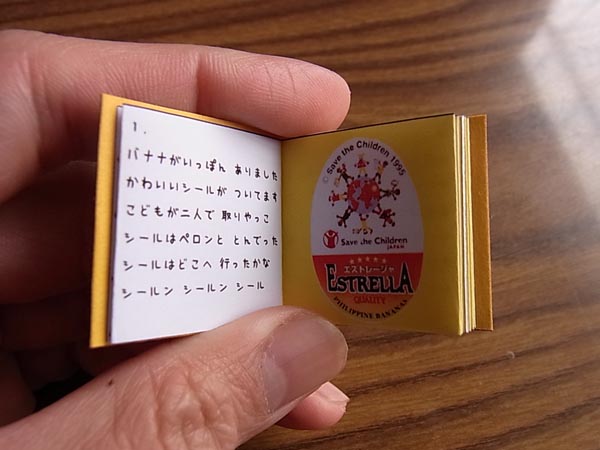 1.
バナナがいっぽん ありました
かわいいシールが ついてます
こどもが二人で 取りやっこ
シールはペロンと とんでった
シールはどこへ 行ったかな
シールン シールン シール
© Save the Children 1995
Save the Children
JAPAN
エストレージャ
ESTRELLA
QUALITY
PHILIPPINE BANANAS